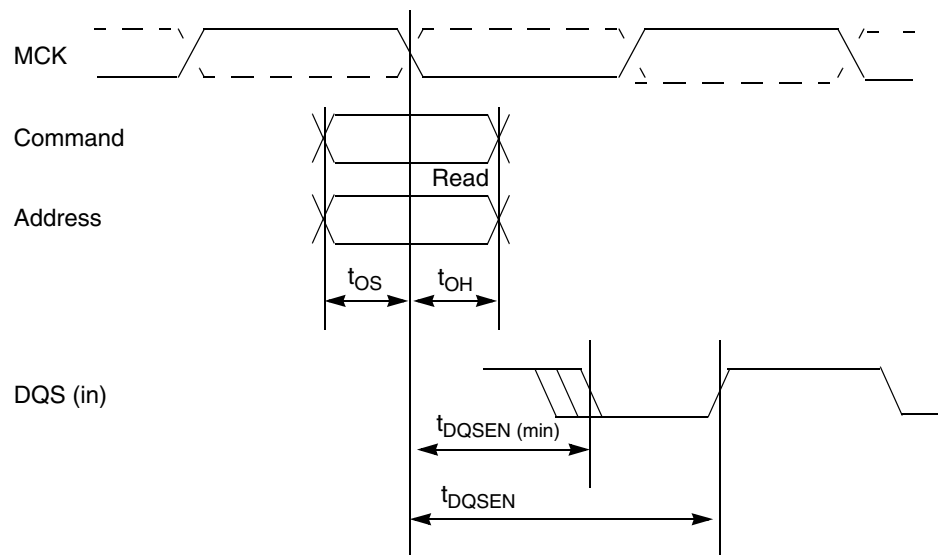 MCK
Command
Read
Address
tOS
tOH
DQS (in)
tDQSEN (min)
tDQSEN